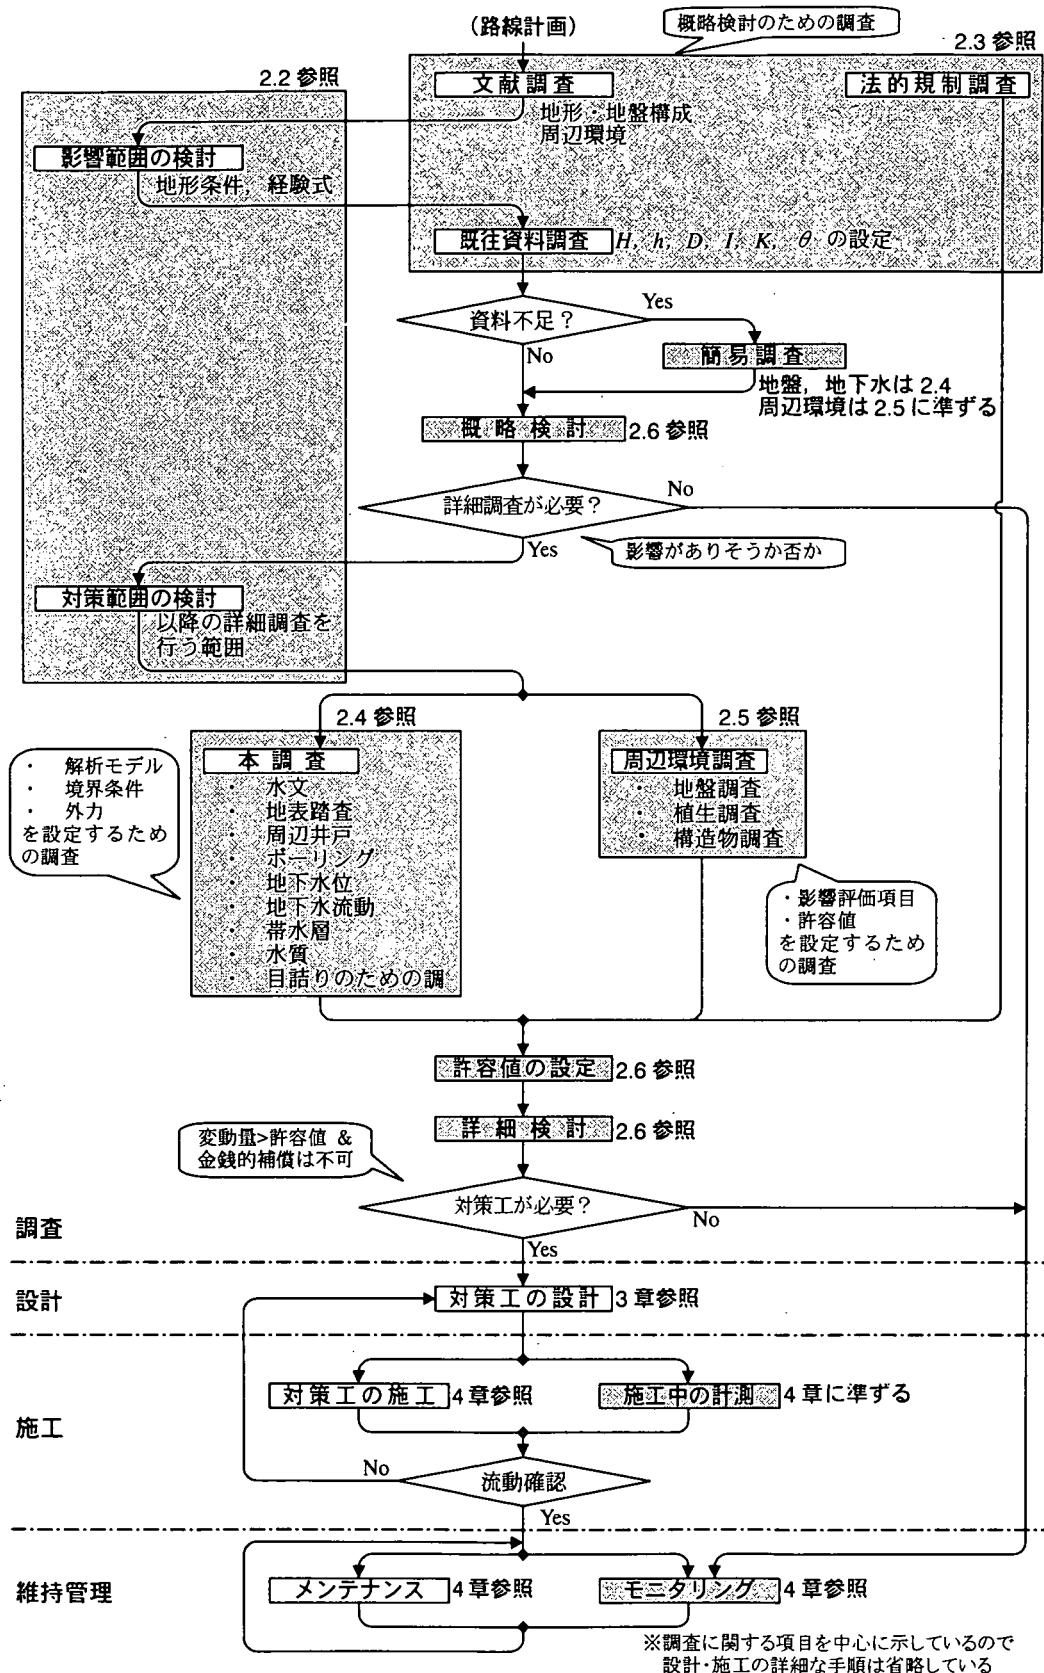 (路線計画)
概略検討のための調査
2.3 参照
2.2 参照
文献調査
法的規制調査
地形・地盤構成
周辺環境
影響範囲の検討
地形条件, 経験式
既往資料調査 H, h, D, I, K, θ の設定
資料不足?
Yes
No
簡易調査
地盤, 地下水は 2.4
周辺環境は 2.5 に準ずる
概略検討 2.6 参照
詳細調査が必要?
No
Yes
影響がありそうか否か
対策範囲の検討
以降の詳細調査を
行う範囲
2.4 参照
本調査
・ 水文
・ 地表踏査
・ 周辺井戸
・ ボーリング
・ 地下水位
・ 地下水流動
・ 帯水層
・ 水質
・ 目詰りのための調
・ 解析モデル
・ 境界条件
・ 外力
を設定するため
の調査
2.5 参照
周辺環境調査
・ 地盤調査
・ 植生調査
・ 構造物調査
・影響評価項目
・許容値
を設定するため
の調査
許容値の設定 2.6 参照
詳細検討 2.6 参照
変動量>許容値 &
金銭的補償は不可
対策工が必要?
No
Yes
調査
設計
対策工の設計 3 章参照
対策工の施工 4 章参照
施工中の計測 4 章に準ずる
施工
流動確認
No
Yes
維持管理
メンテナンス 4 章参照
モニタリング 4 章参照
※調査に関する項目を中心に示しているので
設計・施工の詳細な手順は省略している